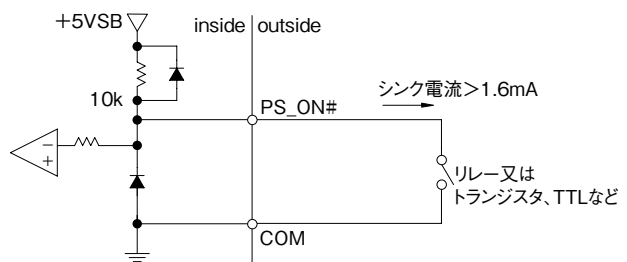 +5VSB
inside
outside
10k
PS_ON#
シンク電流>1.6mA
−
+
リレー又は
トランジスタ、TTLなど
COM